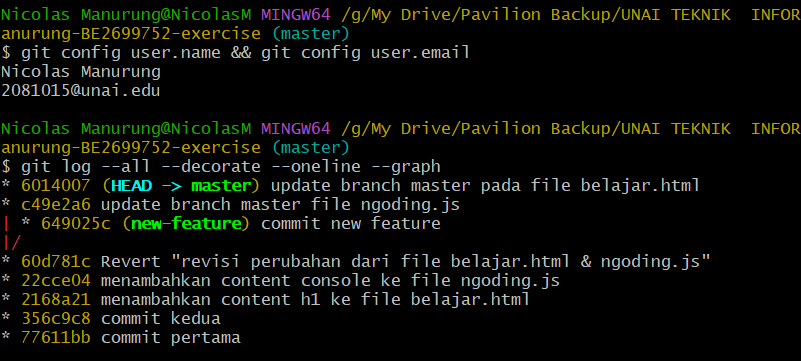 Nicolas Manurung@NicolasM MINGW64 /g/My Drive/Pavilion Backup/UNAI TEKNIK  INFOR
anurung-BE2699752-exercise (master)
$ git config user.name && git config user.email
Nicolas Manurung
2081015@unai.edu
Nicolas Manurung@NicolasM MINGW64 /g/My Drive/Pavilion Backup/UNAI TEKNIK  INFOR
anurung-BE2699752-exercise (master)
$ git log --all --decorate --oneline --graph
* 6014007 (HEAD -> master) update branch master pada file belajar.html
* c49e2a6 update branch master file ngoding.js
| * 649025c (new-feature) commit new feature
|/
* 60d781c Revert "revisi perubahan dari file belajar.html & ngoding.js"
* 22cce04 menambahkan content console ke file ngoding.js
* 2168a21 menambahkan content h1 ke file belajar.html
* 356c9c8 commit kedua
* 77611bb commit pertama